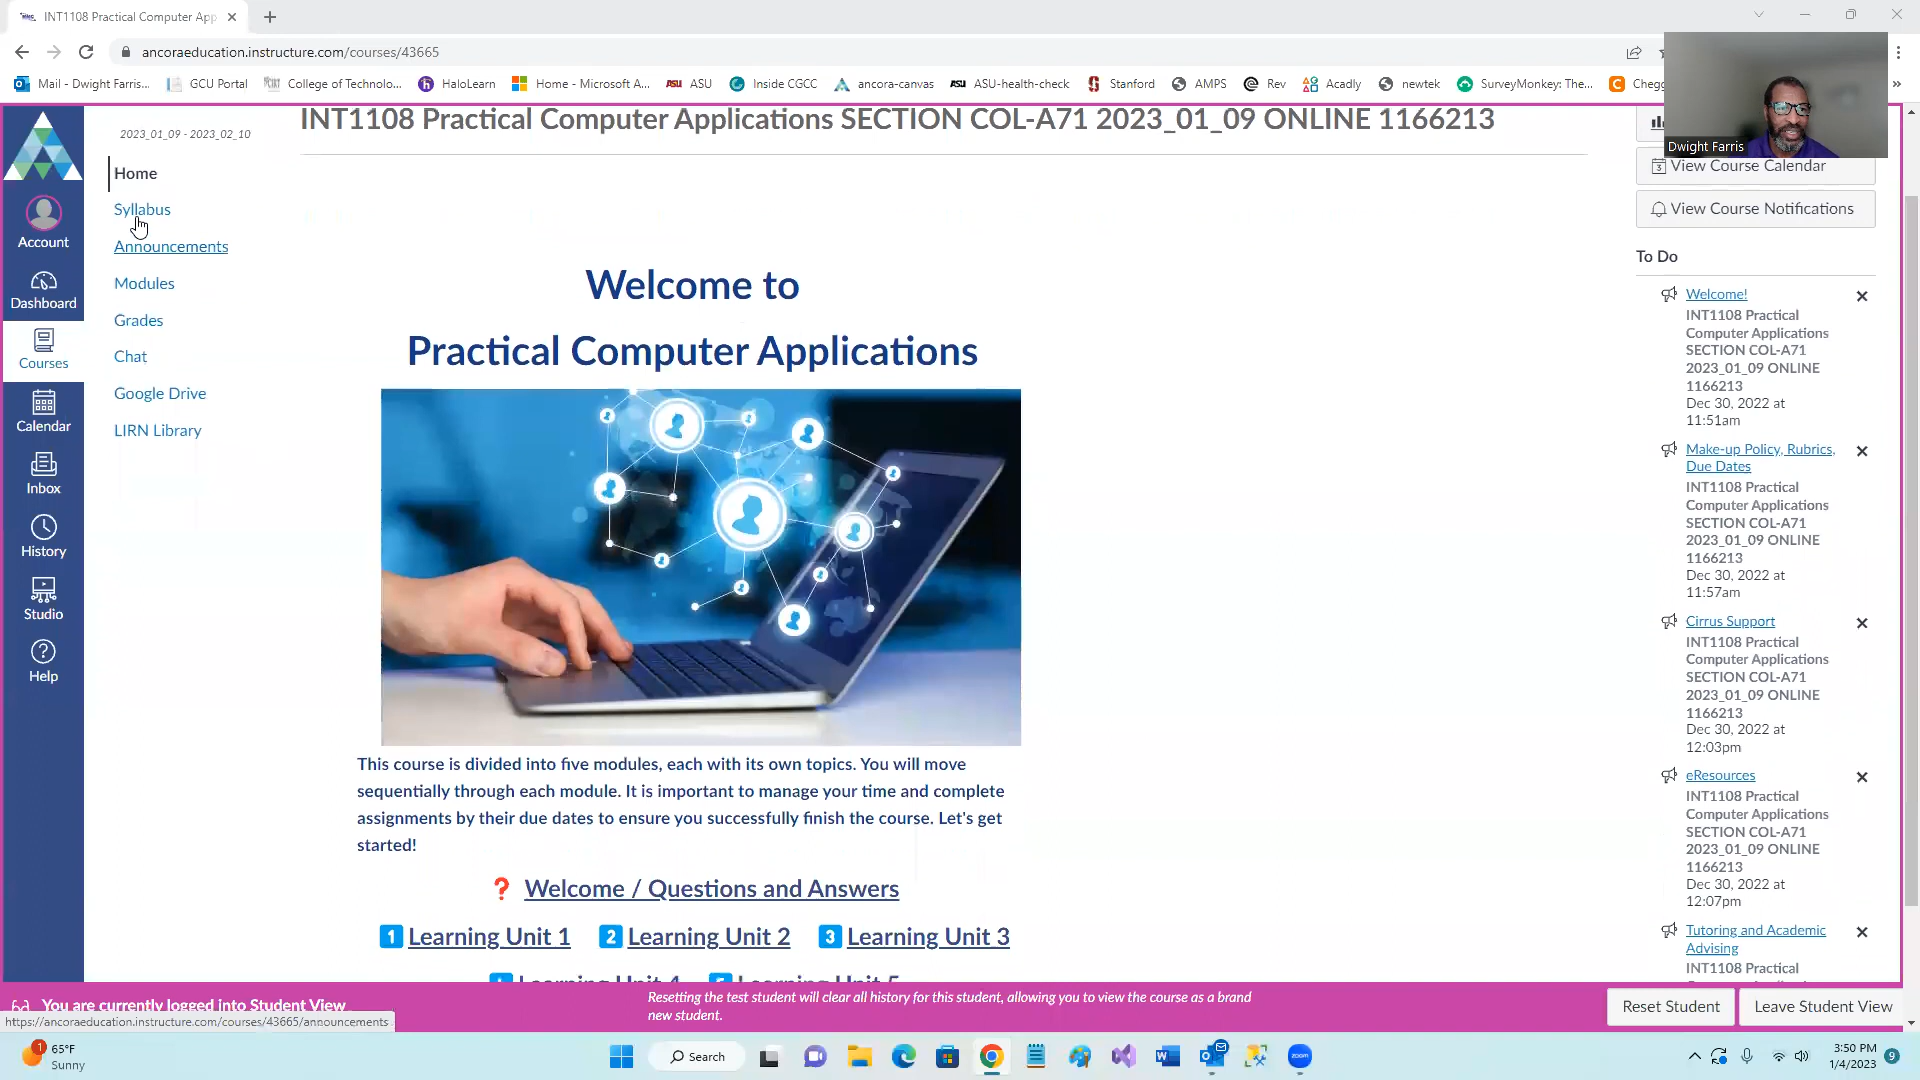 INT1108 Practical Computer App
ancoraeducation.instructure.com/courses/43665
Mail - Dwight Farris...
GCU Portal
College of Technolo...
HaloLearn
Home - Microsoft A...
ASU
Inside CGCC
ancora-canvas
ASU-health-check
Stanford
AMPS
Rev
Acadly
newtek
SurveyMonkey: The...
Chegg
Dwight Farris
2023_01_09 - 2023_02_10
Home
Syllabus
Announcements
Modules
Grades
Chat
Google Drive
LIRN Library
Account
Dashboard
Courses
Calendar
Inbox
History
Studio
Help
INT1108 Practical Computer Applications SECTION COL-A71 2023_01_09 ONLINE 1166213
Welcome to
Practical Computer Applications
This course is divided into five modules, each with its own topics. You will move
sequentially through each module. It is important to manage your time and complete
assignments by their due dates to ensure you successfully finish the course. Let's get
started!
❓ Welcome / Questions and Answers
1 Learning Unit 1 2 Learning Unit 2 3 Learning Unit 3
Learning Unit 4 Learning Unit 5
View Course Calendar
View Course Notifications
To Do
Welcome!
INT1108 Practical
Computer Applications
SECTION COL-A71
2023_01_09 ONLINE
1166213
Dec 30, 2022 at
11:51am
Make-up Policy, Rubrics,
Due Dates
INT1108 Practical
Computer Applications
SECTION COL-A71
2023_01_09 ONLINE
1166213
Dec 30, 2022 at
11:57am
Cirrus Support
INT1108 Practical
Computer Applications
SECTION COL-A71
2023_01_09 ONLINE
1166213
Dec 30, 2022 at
12:03pm
eResources
INT1108 Practical
Computer Applications
SECTION COL-A71
2023_01_09 ONLINE
1166213
Dec 30, 2022 at
12:07pm
Tutoring and Academic
Advising
INT1108 Practical
You are currently logged into Student View
Resetting the test student will clear all history for this student, allowing you to view the course as a brand
new student.
Reset Student
Leave Student View
https://ancoraeducation.instructure.com/courses/43665/announcements
1
65°F
Sunny
Search
zoom
3:50 PM
1/4/2023
9